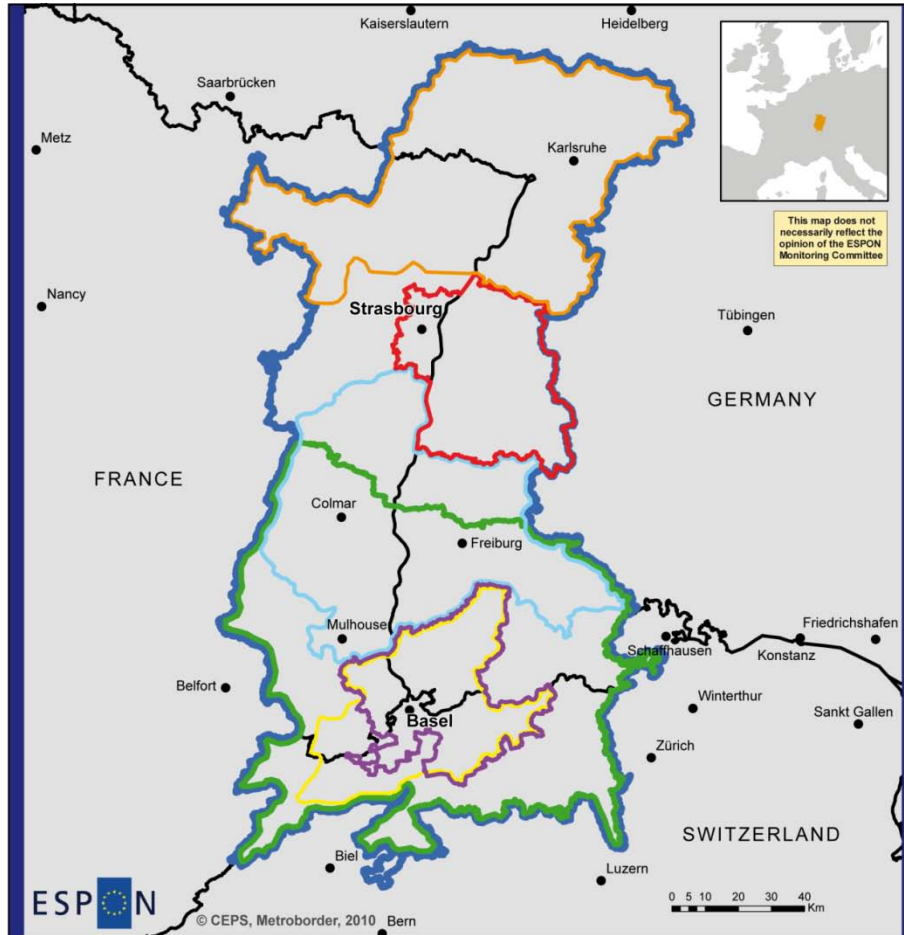 Kaiserslautern
Heidelberg
Saarbrücken
Metz
Karlsruhe
This map does not
necessarily reflect the
opinion of the ESPON
Monitoring Committee
Nancy
Strasbourg
Tübingen
GERMANY
FRANCE
Colmar
Freiburg
Mulhouse
Schaffhausen
Konstanz
Friedrichshafen
Belfort
Basel
Winterthur
Sankt Gallen
Zürich
SWITZERLAND
Biel
Luzern
ESPON
© CEPS, Metroborder, 2010
Bern
0 5 10 20 30 40
Km